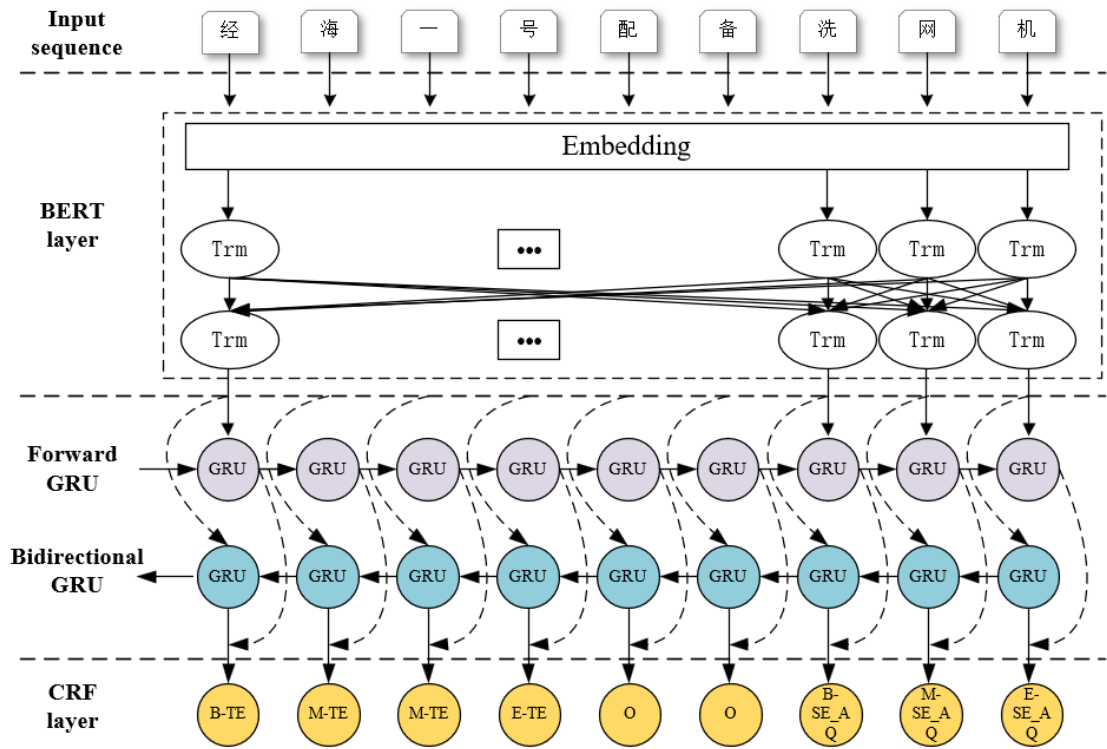 Input
sequence
经 海 一 号 配 备 洗 网 机
Embedding
BERT
layer
Trm ••• Trm Trm Trm
Trm ••• Trm Trm Trm
Forward
GRU
GRU GRU GRU GRU GRU GRU GRU GRU GRU
Bidirectional
GRU
GRU GRU GRU GRU GRU GRU GRU GRU GRU
CRF
layer
B-TE M-TE M-TE E-TE O O
B-
SE_A
Q
M-
SE_A
Q
E-
SE_A
Q